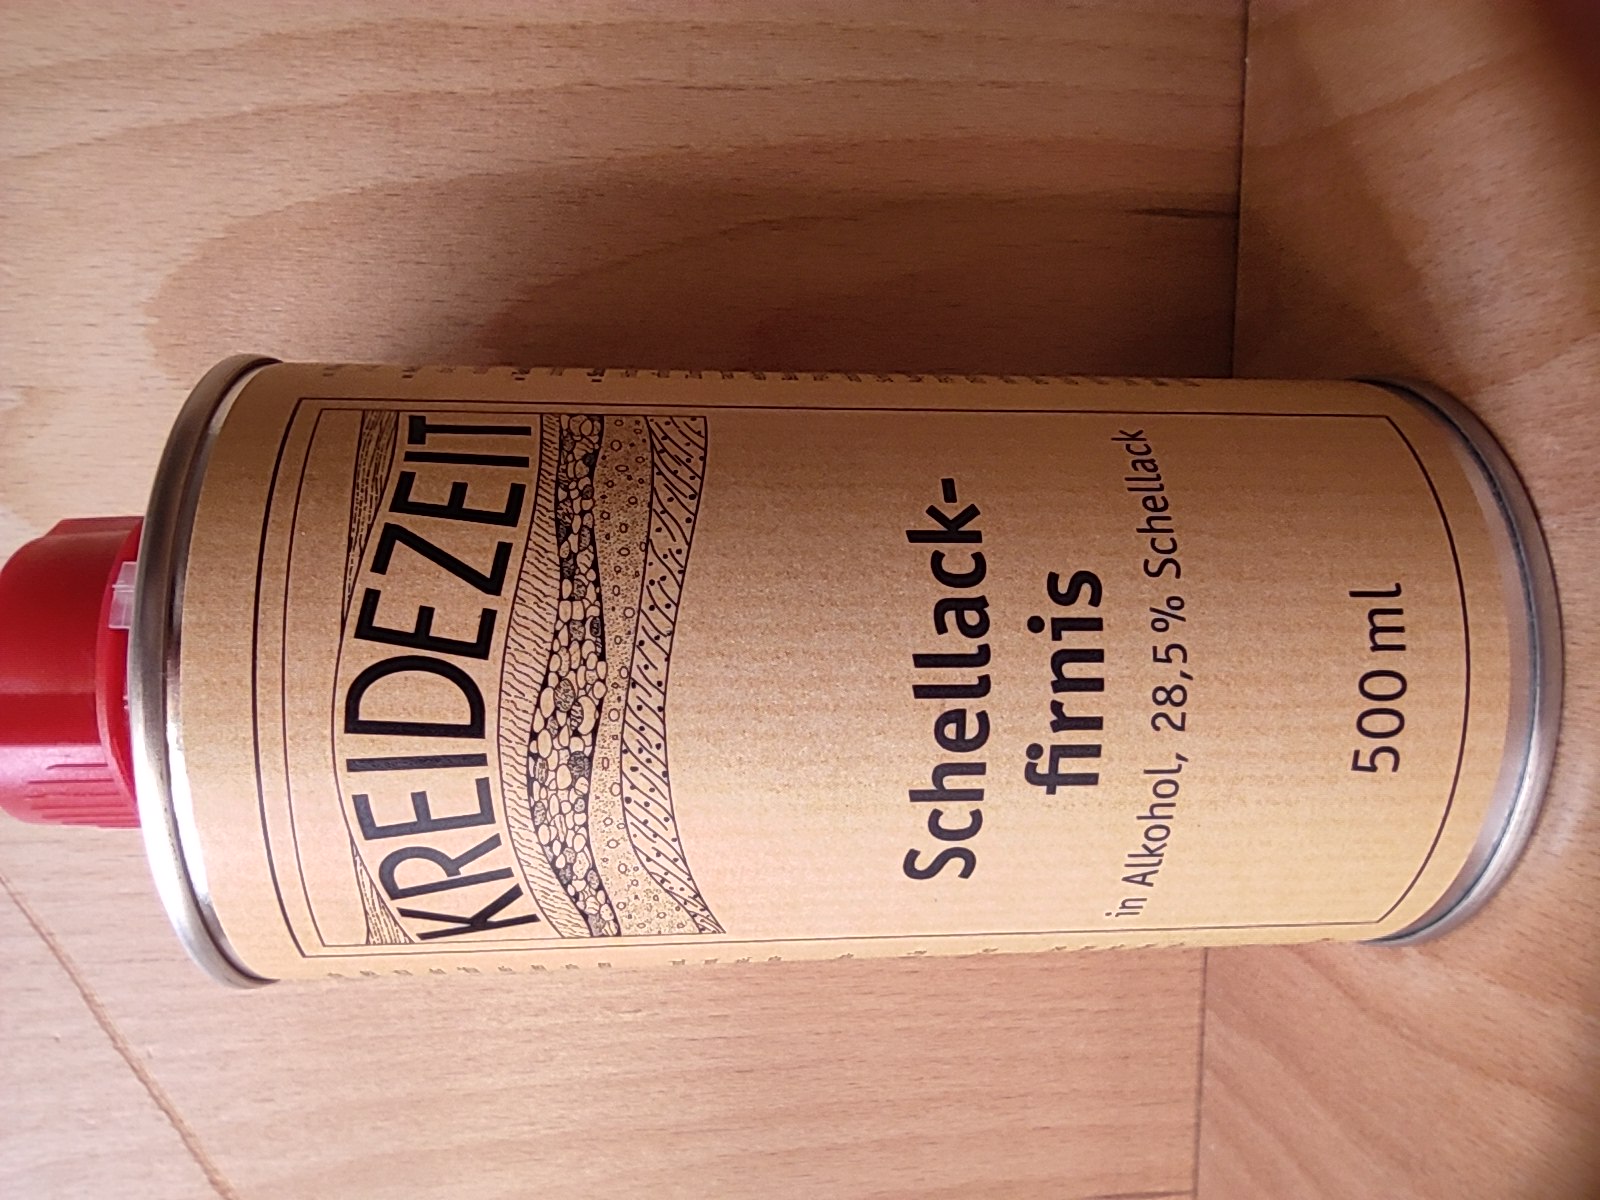 KREIDEZEIT
Schellack-
firnis
in Alkohol, 28,5 % Schellack
500 ml